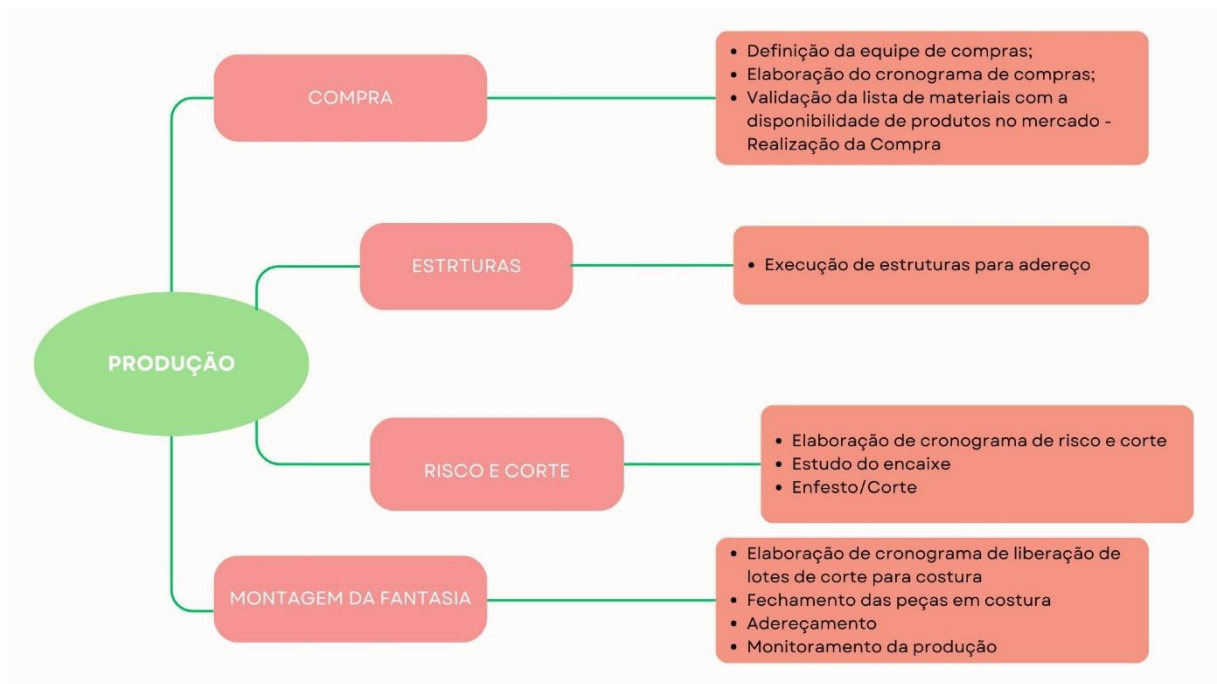 COMPRA
• Definição da equipe de compras;
• Elaboração do cronograma de compras;
• Validação da lista de materiais com a
disponibilidade de produtos no mercado -
Realização da Compra
ESTRTURAS
• Execução de estruturas para adereço
PRODUÇÃO
RISCO E CORTE
• Elaboração de cronograma de risco e corte
• Estudo do encaixe
• Enfesto/Corte
MONTAGEM DA FANTASIA
• Elaboração de cronograma de liberação de
lotes de corte para costura
• Fechamento das peças em costura
• Adereçamento
• Monitoramento da produção